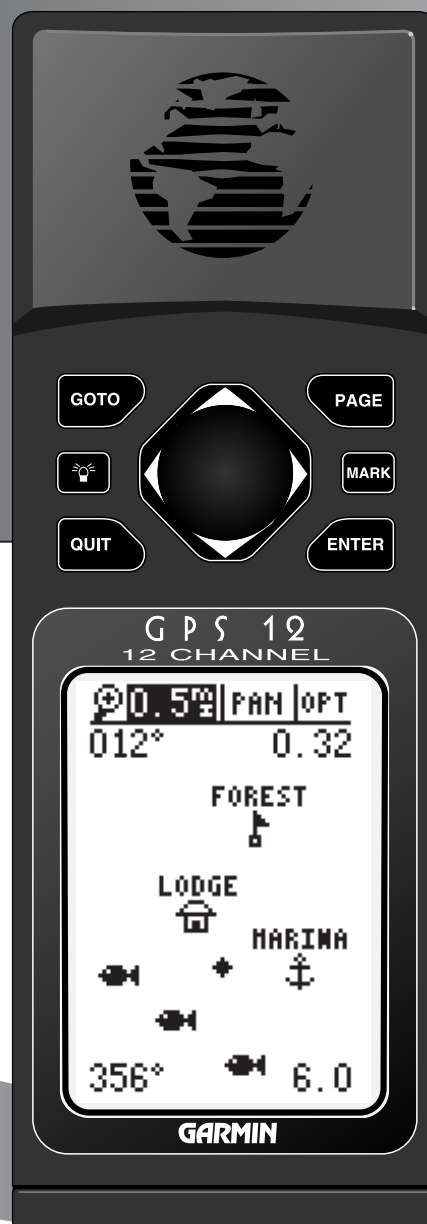 GOTO
PAGE
MARK
QUIT
ENTER
GPS 12
12 CHANNEL
0.5mi PAN OPT
012° 0.32
FOREST
LODGE
MARINA
356° 6.0
GARMIN